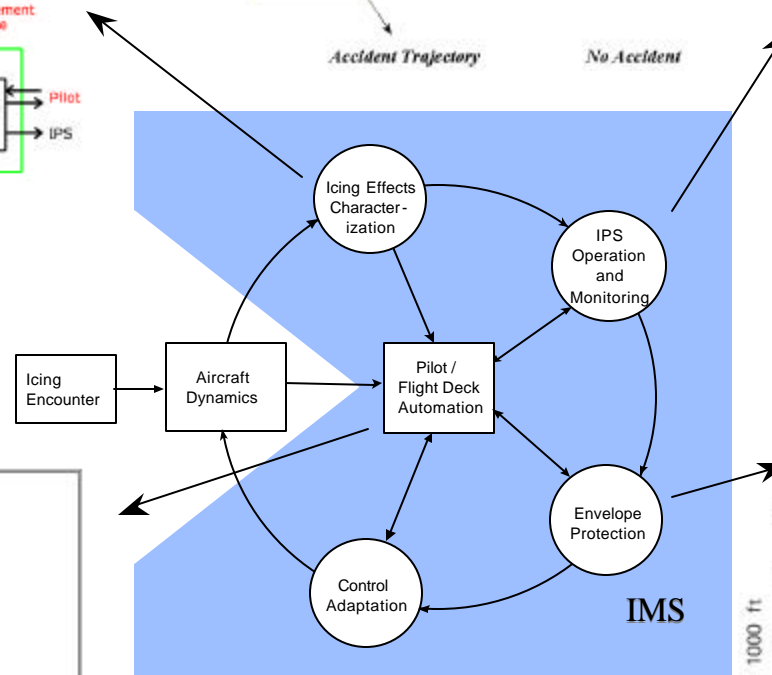 ement
e
Pilot
IPS
Accident Trajectory
No Accident
Icing Effects
Character-
ization
IPS
Operation
and
Monitoring
Icing
Encounter
Aircraft
Dynamics
Pilot /
Flight Deck
Automation
Envelope
Protection
Control
Adaptation
IMS
1000 ft